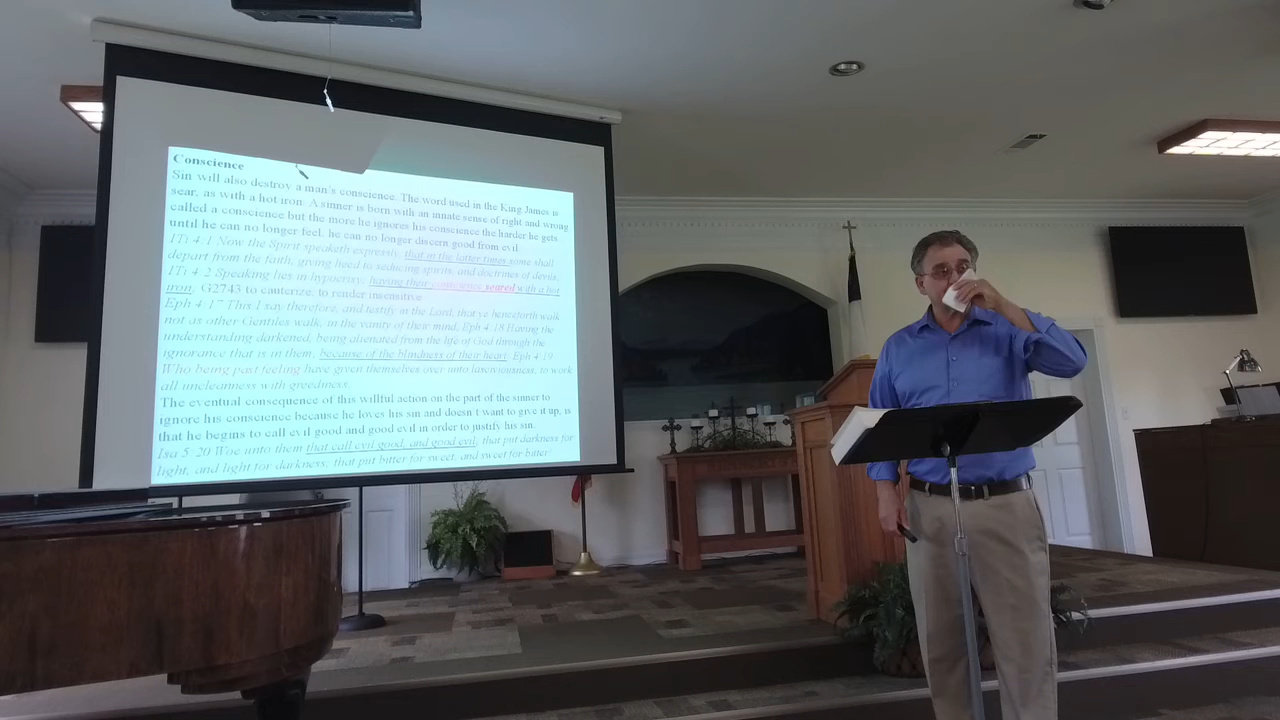 Conscience
Sin will also destroy a man's conscience. The word used in the King James is
sear, as with a hot iron. A sinner is born with an innate sense of right and wrong
called a conscience but the more he ignores his conscience the harder he gets
until he can no longer feel, he can no longer discern good from evil.
1Ti 4:1 Now the Spirit speaketh expressly, that in the latter times some shall
depart from the faith, giving heed to seducing spirits, and doctrines of devils;
1Ti 4:2 Speaking lies in hypocrisy; having their conscience seared with a hot
iron; G2743 to cauterize, to render insensitive
Eph 4:17 This I say therefore, and testify in the Lord, that ye henceforth walk
not as other Gentiles walk, in the vanity of their mind, Eph 4:18 Having the
understanding darkened, being alienated from the life of God through the
ignorance that is in them, because of the blindness of their heart: Eph 4:19
Who being past feeling have given themselves over unto lasciviousness, to work
all uncleanness with greediness.
The eventual consequence of this willful action on the part of the sinner to
ignore his conscience because he loves his sin and doesn't want to give it up, is
that he begins to call evil good and good evil in order to justify his sin.
Isa 5:20 Woe unto them that call evil good, and good evil; that put darkness for
light, and light for darkness; that put bitter for sweet, and sweet for bitter!